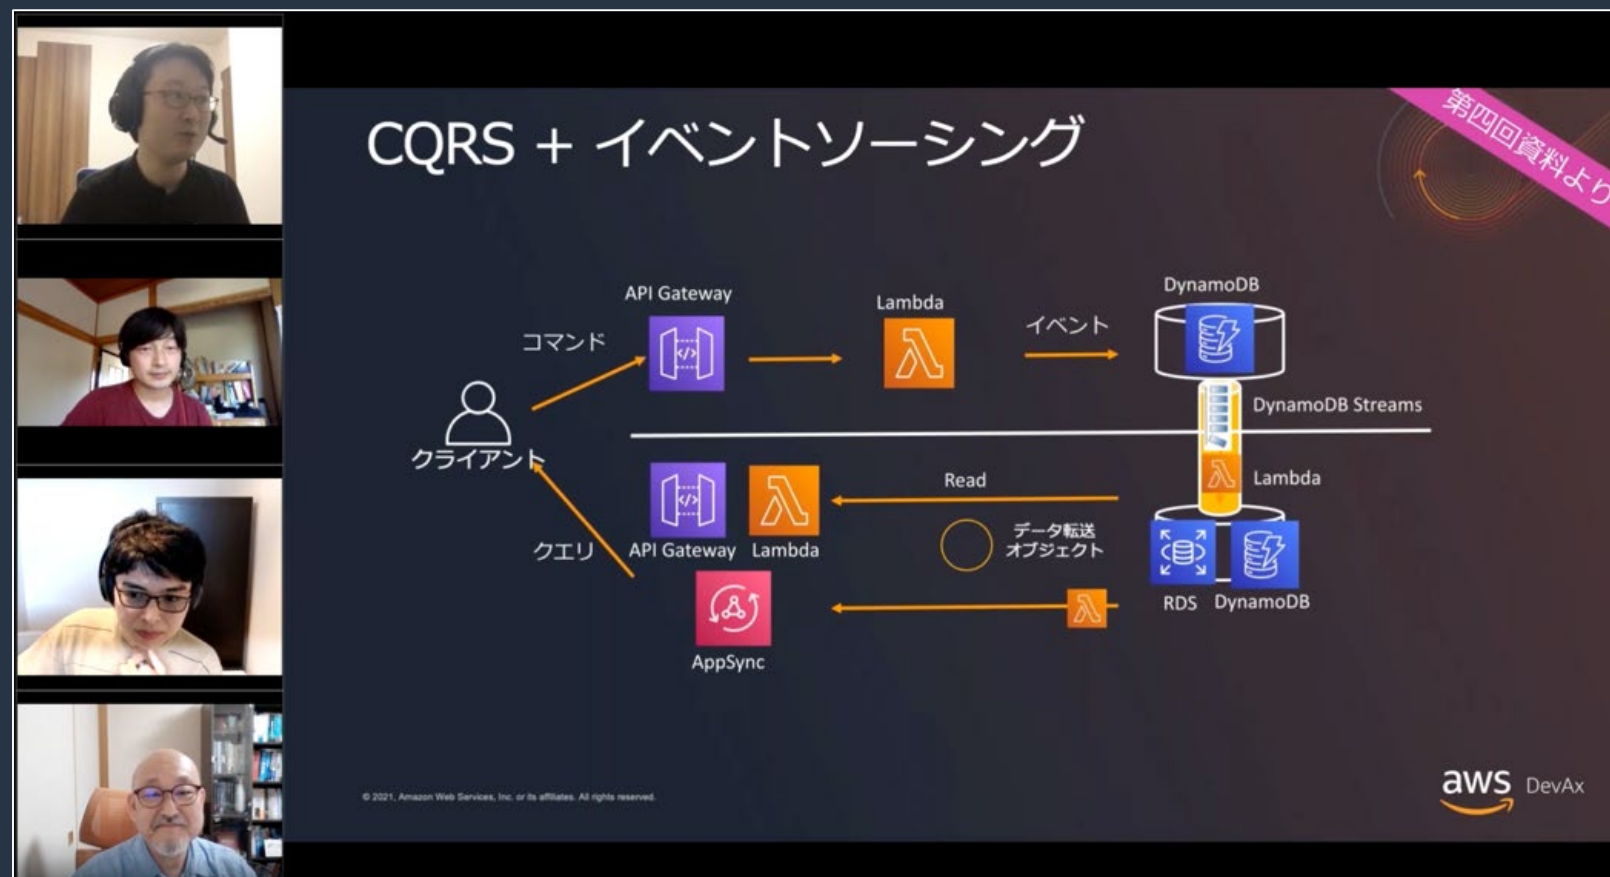 CQRS + イベントソーシング
第四回資料より
DynamoDB
API Gateway
Lambda
イベント
コマンド
DynamoDB Streams
クライアント
Read
Lambda
データ転送
オブジェクト
クエリ
API Gateway
Lambda
RDS
DynamoDB
AppSync
© 2021, Amazon Web Services, Inc. or its affiliates. All rights reserved.
aws DevAx